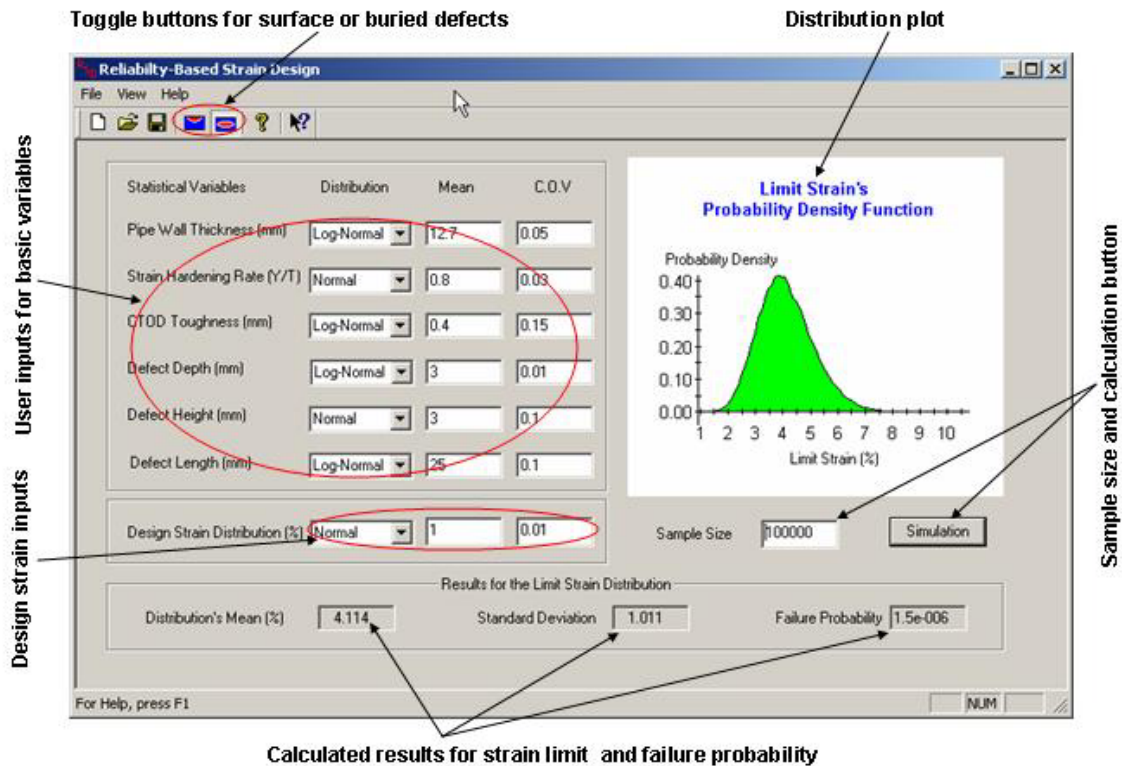 Toggle buttons for surface or buried defects
Distribution plot
Reliabilty-Based Strain Design
File View Help
User inputs for basic variables
Statistical Variables Distribution Mean C.O.V
Pipe Wall Thickness (mm) Log-Normal 12.7 0.05
Strain Hardening Rate (Y/T) Normal 0.8 0.03
CTOD Toughness (mm) Log-Normal 0.4 0.15
Defect Depth (mm) Log-Normal 3 0.01
Defect Height (mm) Normal 3 0.1
Defect Length (mm) Log-Normal 25 0.1
Limit Strain's
Probability Density Function
Probability Density
0.40
0.30
0.20
0.10
0.00
1 2 3 4 5 6 7 8 9 10
Limit Strain (%)
Sample size and calculation button
Design strain inputs
Design Strain Distribution (%) Normal 1 0.01
Sample Size 100000 Simulation
Results for the Limit Strain Distribution
Distribution's Mean (%) 4.114 Standard Deviation 1.011 Failure Probability 1.5e-006
For Help, press F1 NUM
Calculated results for strain limit and failure probability